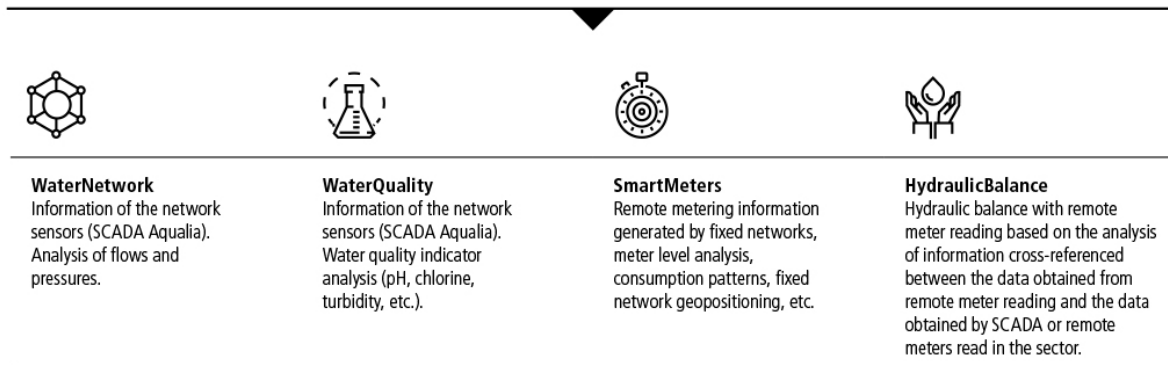 WaterNetwork
Information of the network
sensors (SCADA Aqualia).
Analysis of flows and
pressures.
WaterQuality
Information of the network
sensors (SCADA Aqualia).
Water quality indicator
analysis (pH, chlorine,
turbidity, etc.).
SmartMeters
Remote metering information
generated by fixed networks,
meter level analysis,
consumption patterns, fixed
network geopositioning, etc.
HydraulicBalance
Hydraulic balance with remote
meter reading based on the analysis
of information cross-referenced
between the data obtained from
remote meter reading and the data
obtained by SCADA or remote
meters read in the sector.